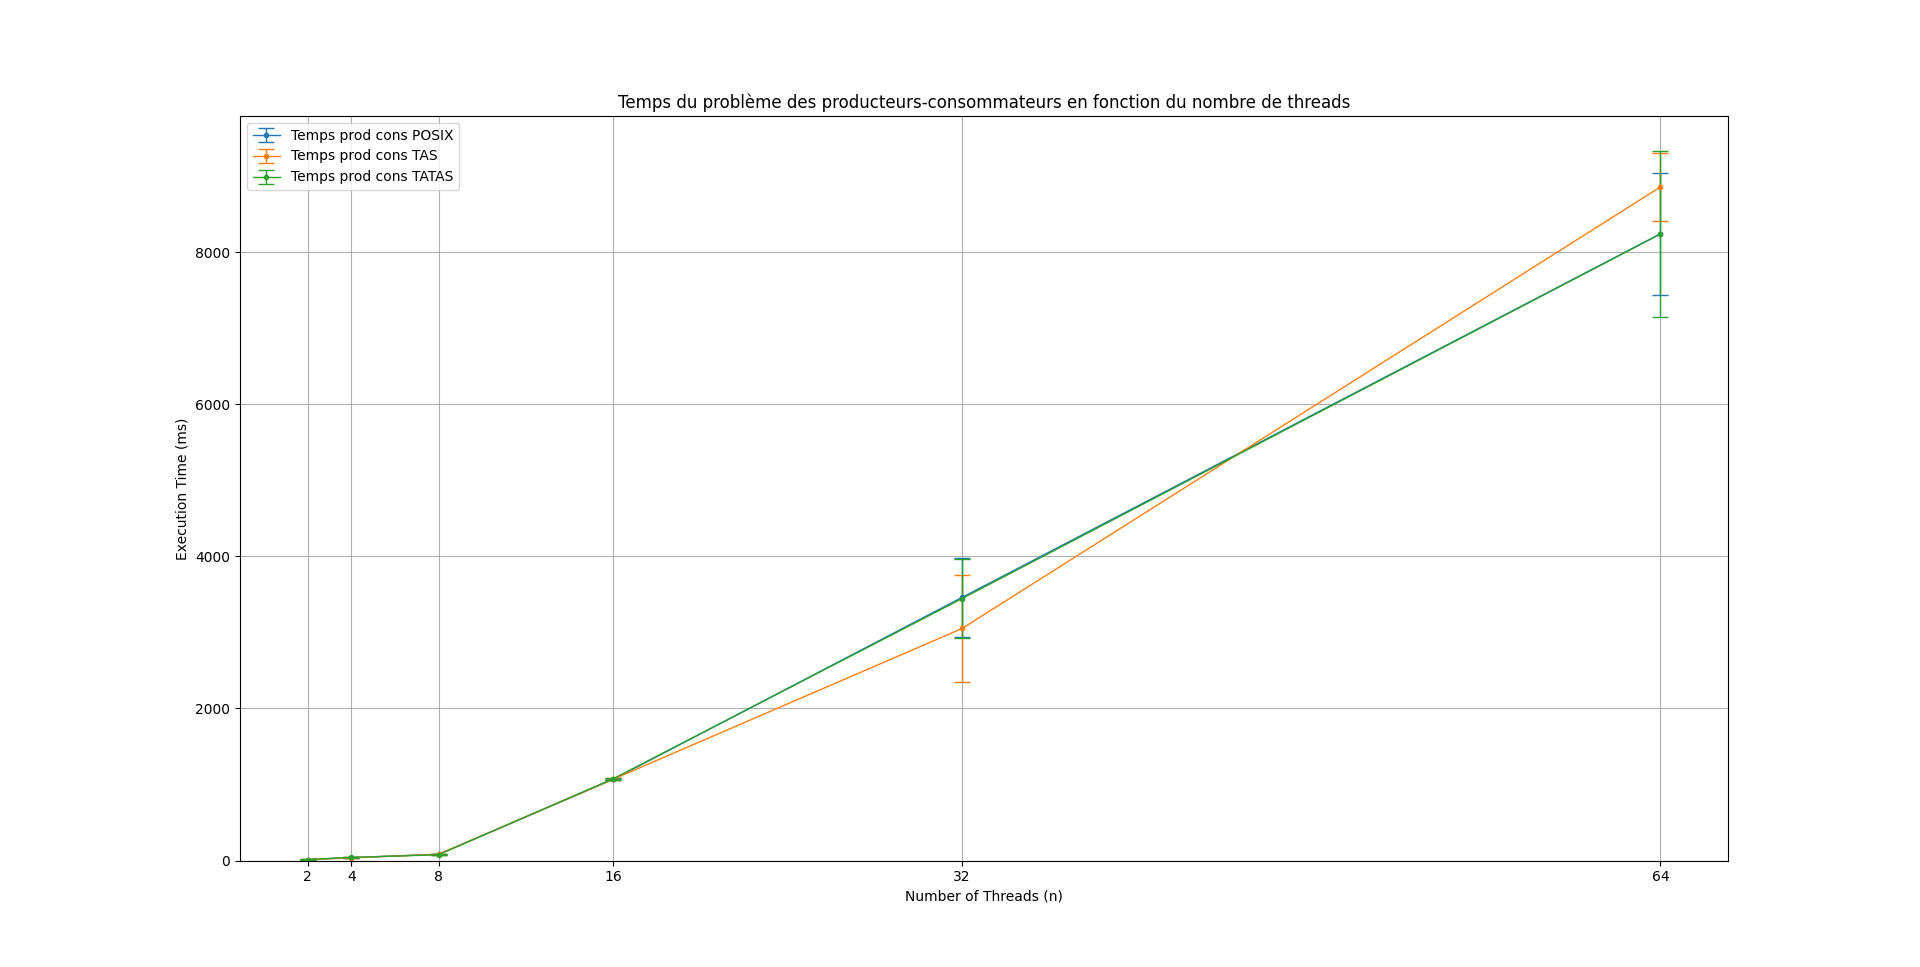 Temps du problème des producteurs-consommateurs en fonction du nombre de threads
Temps prod cons POSIX
Temps prod cons TAS
Temps prod cons TATAS
Execution Time (ms)
8000
6000
4000
2000
0
2 4 8 16 32 64
Number of Threads (n)